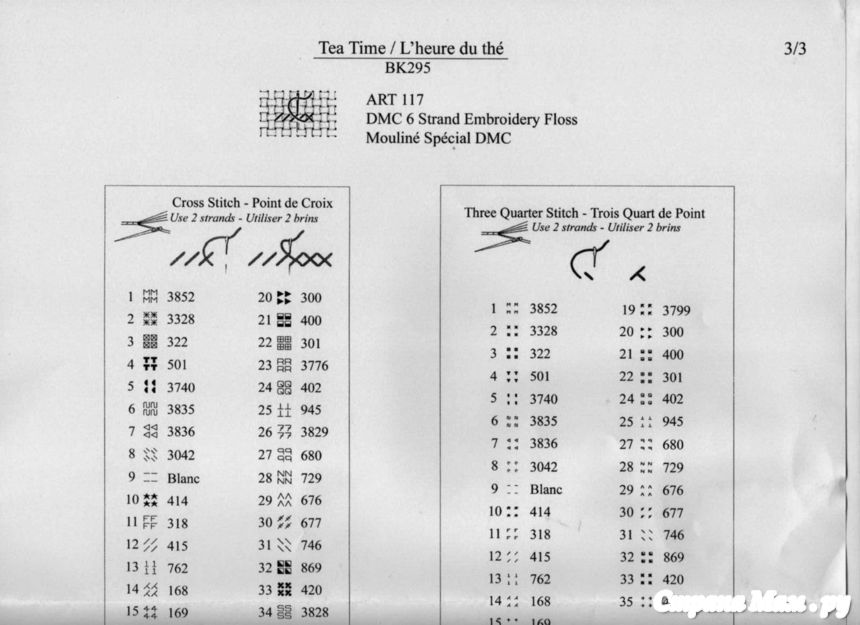 Tea Time / L'heure du thé
3/3
BK295
ART 117
DMC 6 Strand Embroidery Floss
Mouliné Spécial DMC
Cross Stitch - Point de Croix
Use 2 strands - Utiliser 2 brins
1 3852 20 300
2 3328 21 400
3 322 22 301
4 501 23 3776
5 3740 24 402
6 3835 25 945
7 3836 26 3829
8 3042 27 680
9 Blanc 28 729
10 414 29 676
11 318 30 677
12 415 31 746
13 762 32 869
14 168 33 420
15 169 34 3828
Three Quarter Stitch - Trois Quart de Point
Use 2 strands - Utiliser 2 brins
1 3852 19 3799
2 3328 20 300
3 322 21 400
4 501 22 301
5 3740 24 402
6 3835 25 945
7 3836 27 680
8 3042 28 729
9 Blanc 29 676
10 414 30 677
11 318 31 746
12 415 32 869
13 762 33 420
14 168 35
15 169
Страна Мам.ру